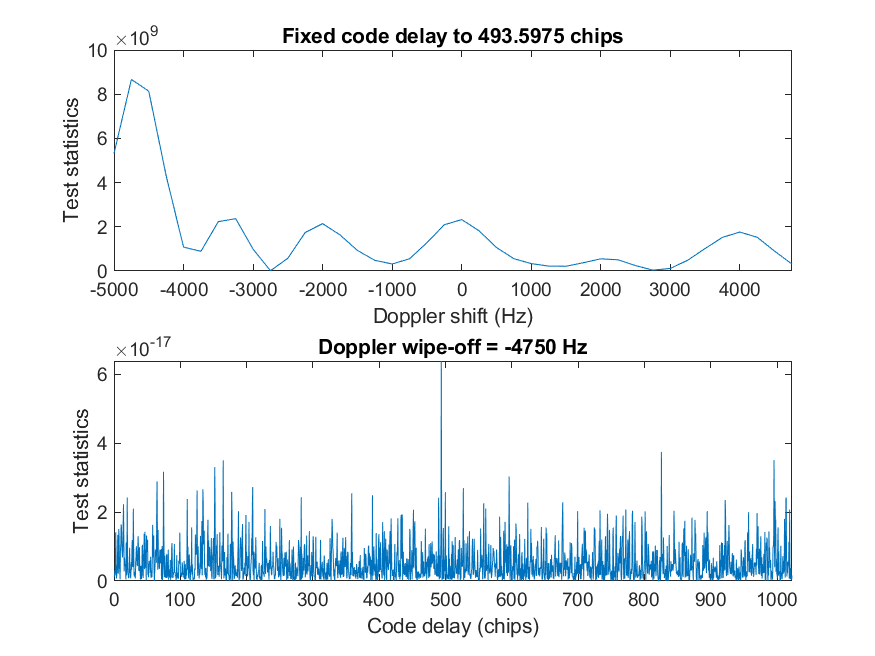 ×10^9
Fixed code delay to 493.5975 chips
10
8
6
4
2
0
Test statistics
-5000 -4000 -3000 -2000 -1000 0 1000 2000 3000 4000
Doppler shift (Hz)
×10^-17
Doppler wipe-off = -4750 Hz
6
4
2
0
Test statistics
0 100 200 300 400 500 600 700 800 900 1000
Code delay (chips)